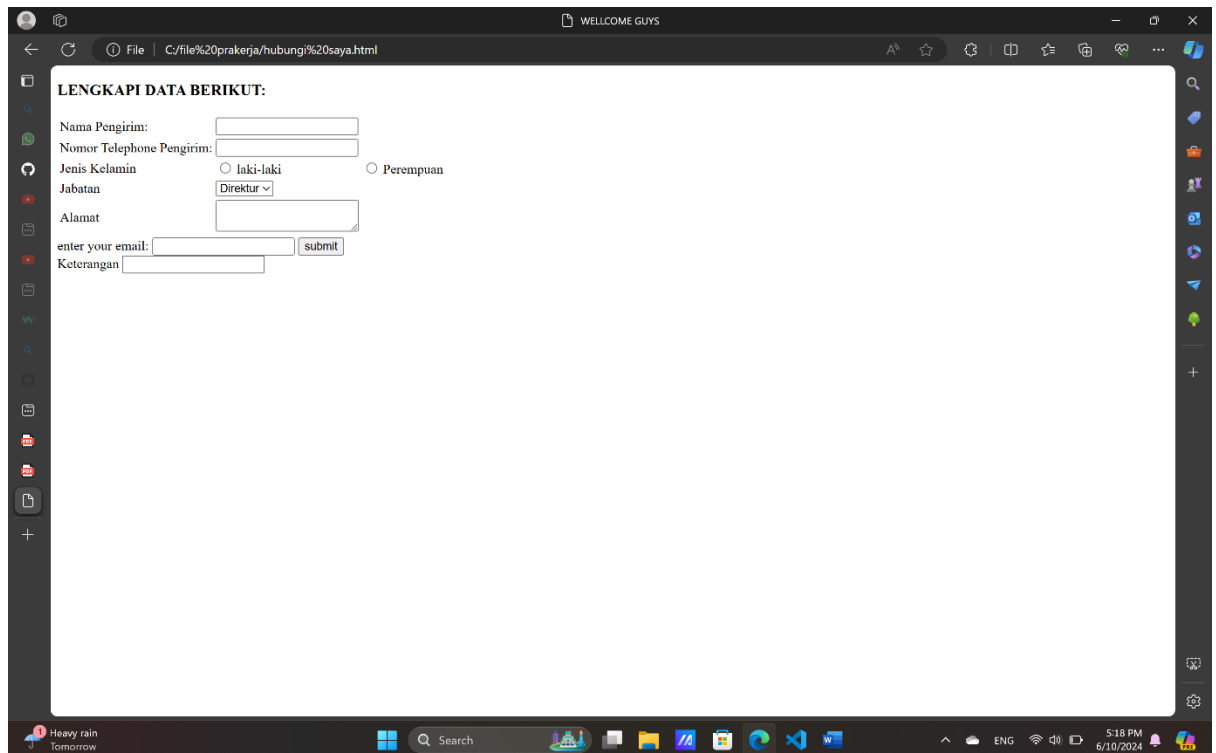 WELLCOME GUYS
File C:/file%20prakerja/hubungi%20saya.html
LENGKAPI DATA BERIKUT:
Nama Pengirim:
Nomor Telephone Pengirim:
Jenis Kelamin laki-laki Perempuan
Jabatan Direktur
Alamat
enter your email: submit
Keterangan
1 Heavy rain
Tomorrow
Search
ENG
5:18 PM
6/10/2024